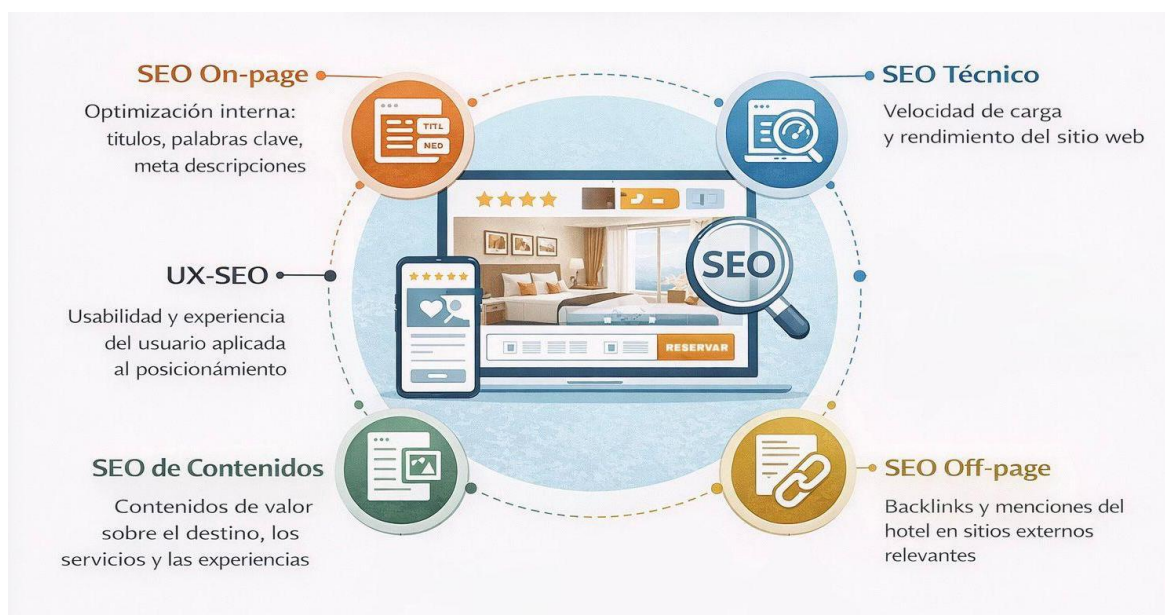 SEO On-page
Optimización interna:
titulos, palabras clave,
meta descripciones
TITL
NED
SEO Técnico
Velocidad de carga
y rendimiento del sitio web
UX-SEO
Usabilidad y experiencia
del usuario aplicada
al posicionámiento
SEO
RESERVAR
SEO de Contenidos
Contenidos de valor
sobre el destino, los
servicios y las experiencias
SEO Off-page
Backlinks y menciones del
hotel en sitios externos
relevantes